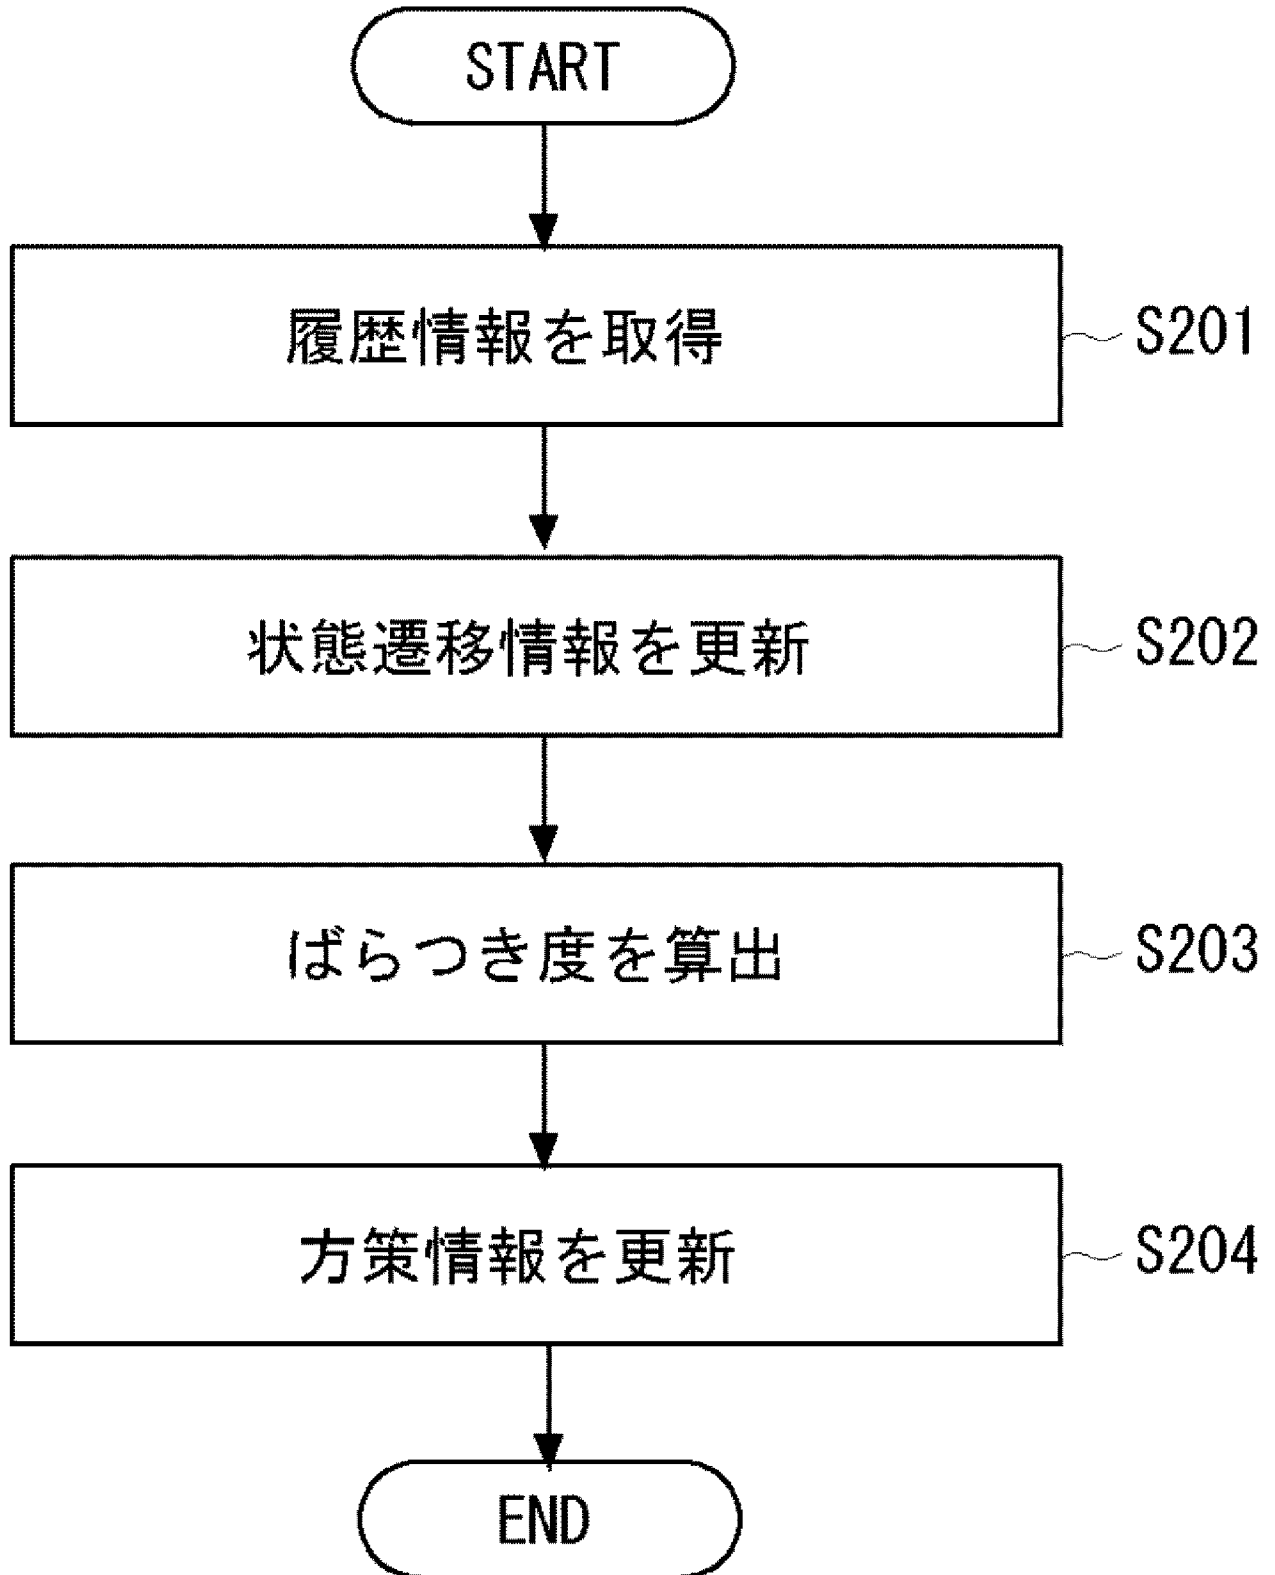 START
履歴情報を取得
S201
状態遷移情報を更新
S202
ばらつき度を算出
S203
方策情報を更新
S204
END